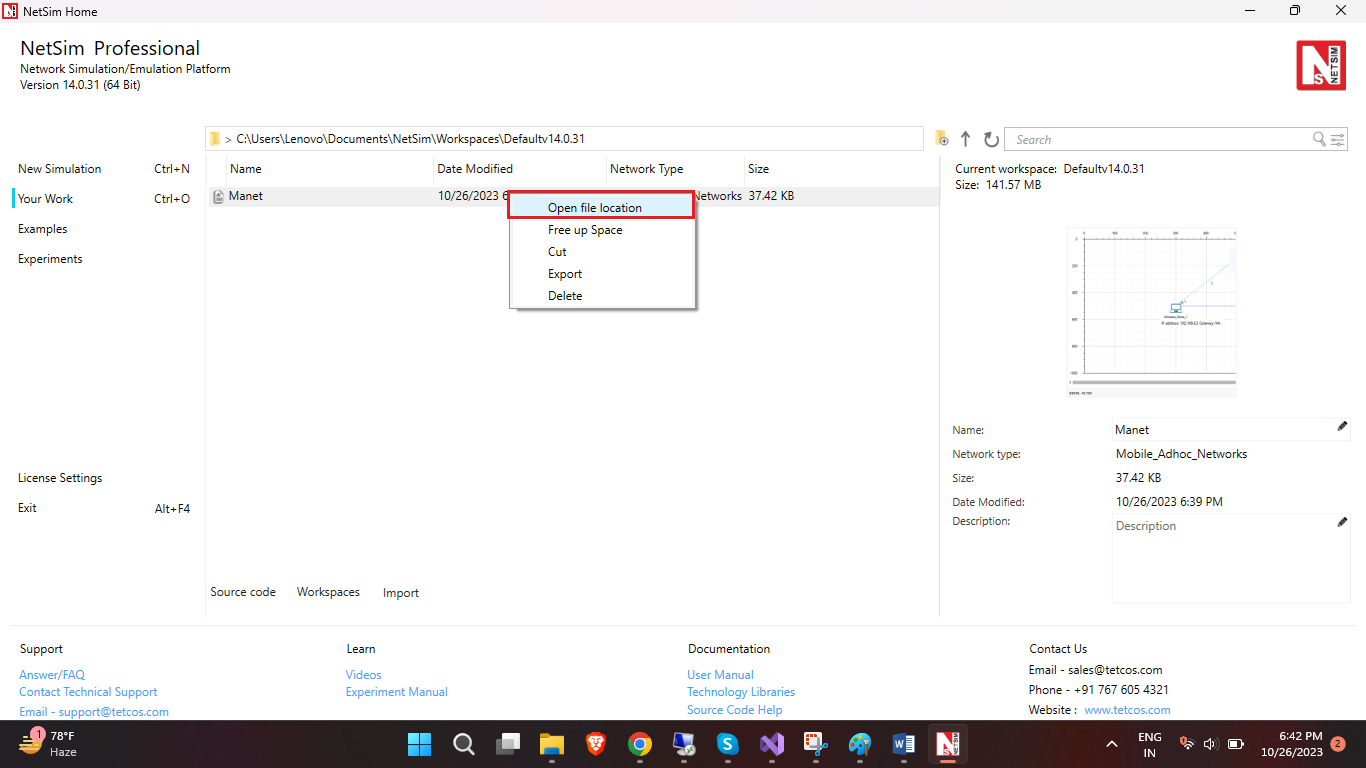 NetSim Home
NetSim Professional
Network Simulation/Emulation Platform
Version 14.0.31 (64 Bit)
NETSIM
> C:\Users\Lenovo\Documents\NetSim\Workspaces\Defaultv14.0.31
Search
New Simulation Ctrl+N
Your Work Ctrl+O
Examples
Experiments
License Settings
Exit Alt+F4
Name Date Modified Network Type Size
Manet 10/26/2023 6 Networks 37.42 KB
Open file location
Free up Space
Cut
Export
Delete
Source code Workspaces Import
Current workspace: Defaultv14.0.31
Size: 141.57 MB
Name: Manet
Network type: Mobile_Adhoc_Networks
Size: 37.42 KB
Date Modified: 10/26/2023 6:39 PM
Description: Description
Support
Answer/FAQ
Contact Technical Support
Email - support@tetcos.com
Learn
Videos
Experiment Manual
Documentation
User Manual
Technology Libraries
Source Code Help
Contact Us
Email - sales@tetcos.com
Phone - +91 767 605 4321
Website : www.tetcos.com
1
78°F
Haze
ENG
IN
6:42 PM
10/26/2023
2